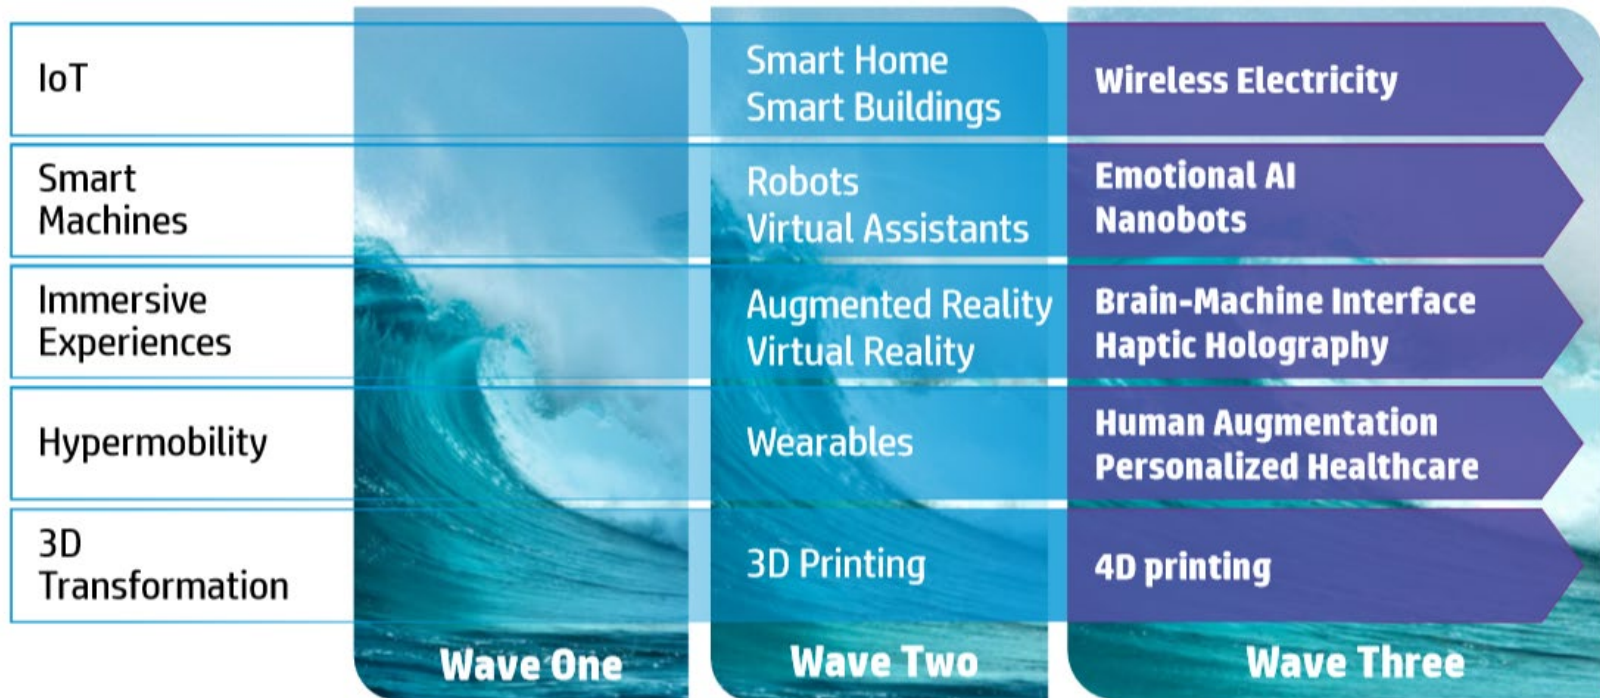 IoT
Smart Home
Smart Buildings
Wireless Electricity
Smart
Machines
Robots
Virtual Assistants
Emotional AI
Nanobots
Immersive
Experiences
Augmented Reality
Virtual Reality
Brain-Machine Interface
Haptic Holography
Hypermobility
Wearables
Human Augmentation
Personalized Healthcare
3D
Transformation
3D Printing
4D printing
Wave One
Wave Two
Wave Three